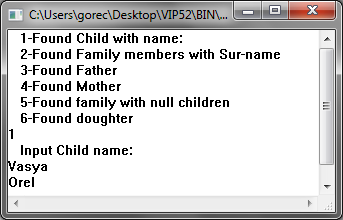 C:\Users\gorec\Desktop\VIP52\BIN\...
1-Found Child with name:
2-Found Family members with Sur-name
3-Found Father
4-Found Mother
5-Found family with null children
6-Found doughter
1
Input Child name:
Vasya
Orel